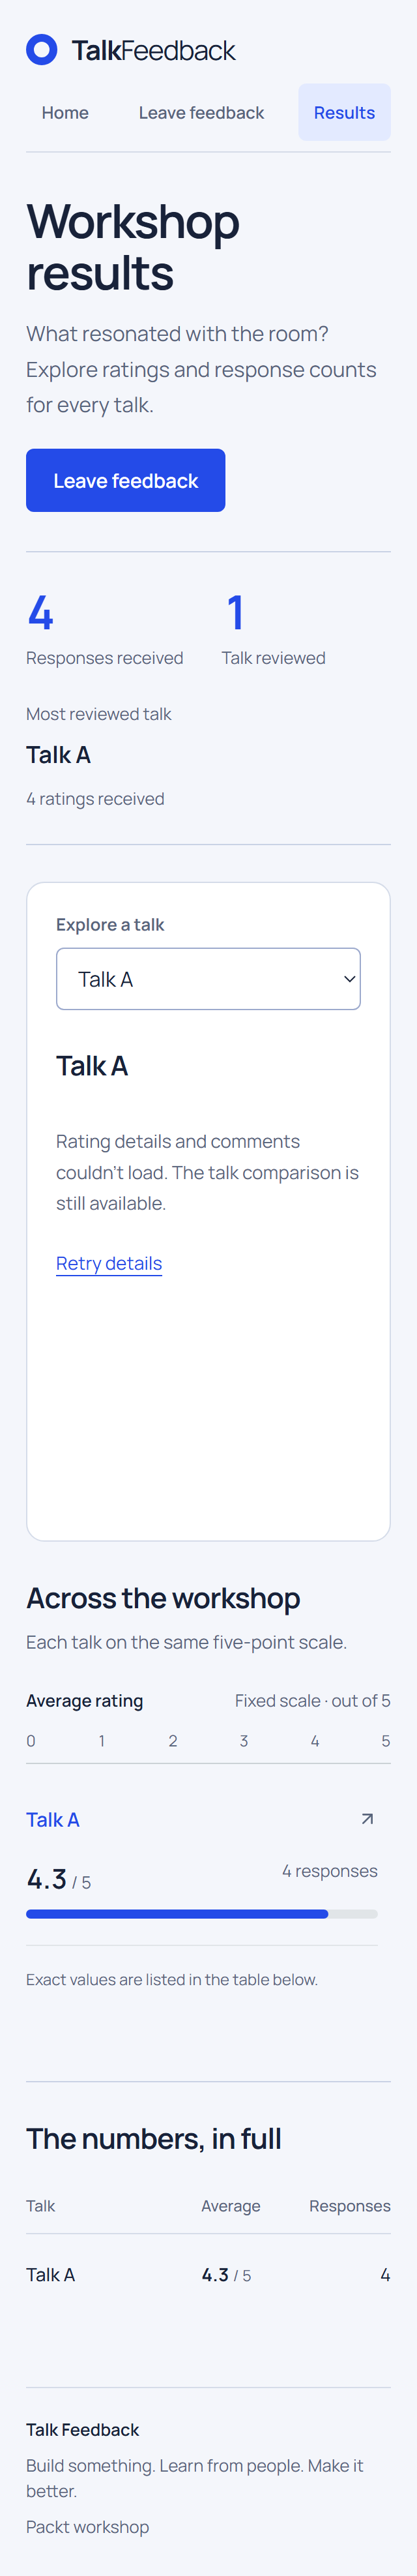 TalkFeedback
Home Leave feedback Results
Workshop
results
What resonated with the room?
Explore ratings and response counts
for every talk.
Leave feedback
4 1
Responses received Talk reviewed
Most reviewed talk
Talk A
4 ratings received
Explore a talk
Talk A
Talk A
Rating details and comments
couldn't load. The talk comparison is
still available.
Retry details
Across the workshop
Each talk on the same five-point scale.
Average rating Fixed scale · out of 5
0 1 2 3 4 5
Talk A
4.3 / 5 4 responses
Exact values are listed in the table below.
The numbers, in full
Talk Average Responses
Talk A 4.3 / 5 4
Talk Feedback
Build something. Learn from people. Make it
better.
Packt workshop